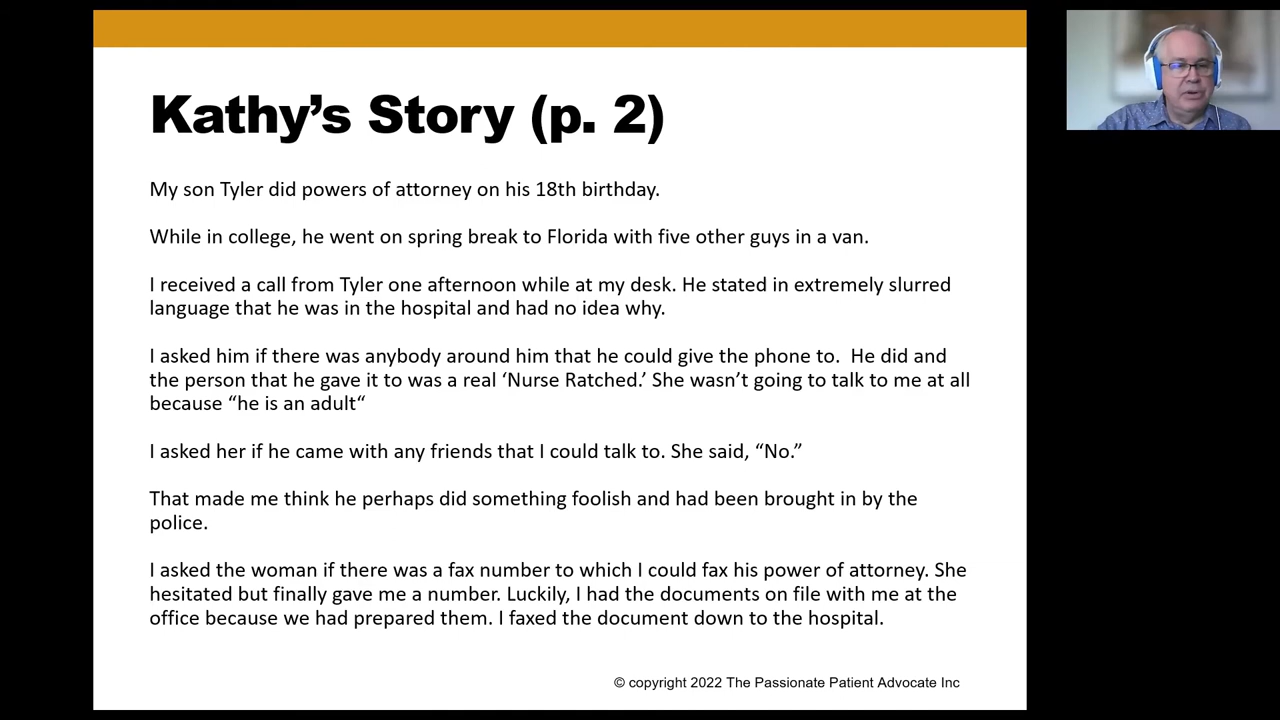 Kathy’s Story (p. 2)
My son Tyler did powers of attorney on his 18th birthday.
While in college, he went on spring break to Florida with five other guys in a van.
I received a call from Tyler one afternoon while at my desk. He stated in extremely slurred
language that he was in the hospital and had no idea why.
I asked him if there was anybody around him that he could give the phone to.  He did and
the person that he gave it to was a real ‘Nurse Ratched.’ She wasn’t going to talk to me at all
because “he is an adult“
I asked her if he came with any friends that I could talk to. She said, “No.”
That made me think he perhaps did something foolish and had been brought in by the
police.
I asked the woman if there was a fax number to which I could fax his power of attorney. She
hesitated but finally gave me a number. Luckily, I had the documents on file with me at the
office because we had prepared them. I faxed the document down to the hospital.
© copyright 2022 The Passionate Patient Advocate Inc